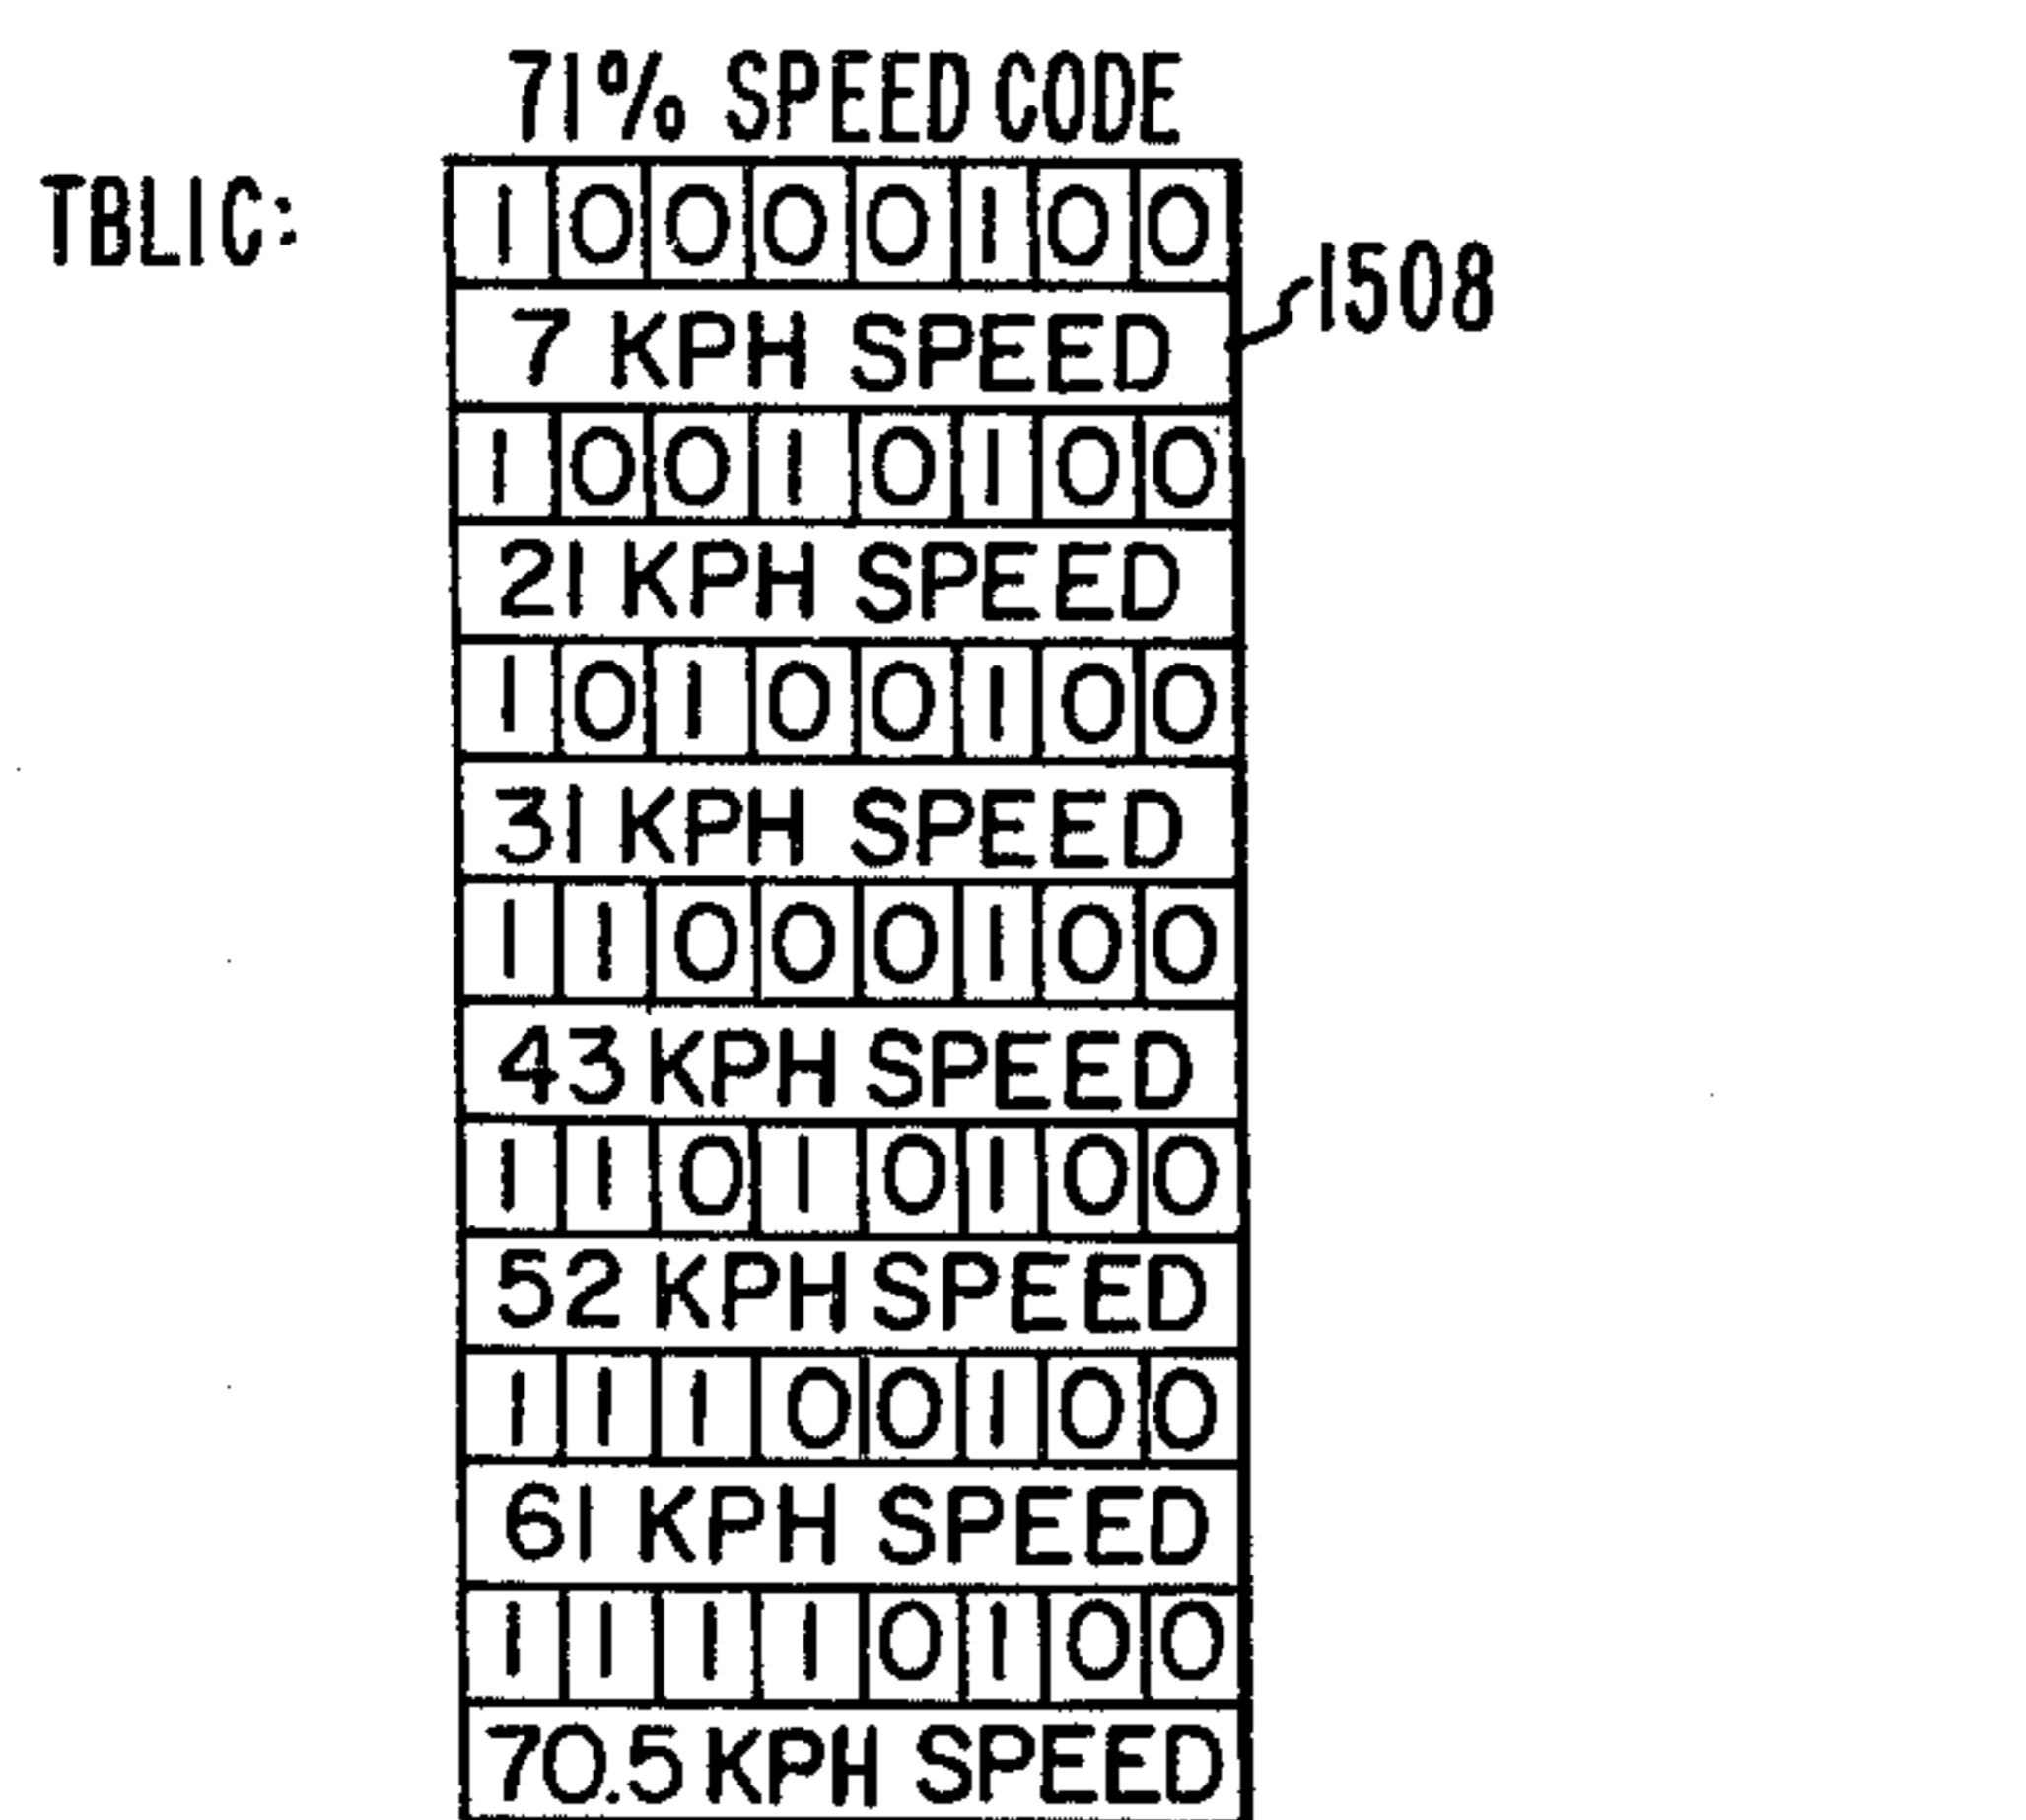 71% SPEED CODE
TBL1C: 1 0 0 0 0 1 0 0
1508
7 KPH SPEED
1 0 0 1 0 1 0 0
21 KPH SPEED
1 0 1 0 0 1 0 0
31 KPH SPEED
1 1 0 0 0 1 0 0
43 KPH SPEED
1 1 0 1 0 1 0 0
52 KPH SPEED
1 1 1 0 0 1 0 0
61 KPH SPEED
1 1 1 1 0 1 0 0
70.5 KPH SPEED